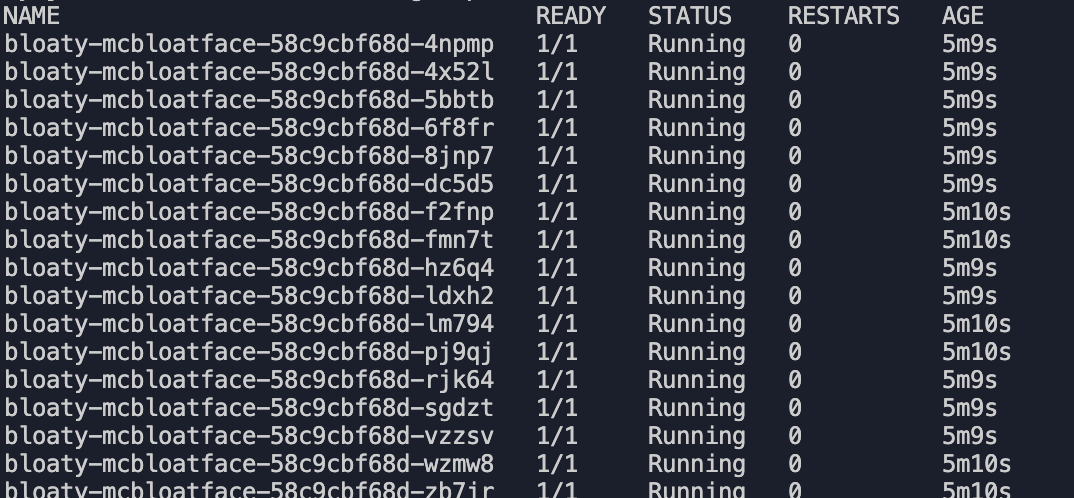 NAME READY STATUS RESTARTS AGE
bloaty-mcbloatface-58c9cbf68d-4npmp 1/1 Running 0 5m9s
bloaty-mcbloatface-58c9cbf68d-4x52l 1/1 Running 0 5m9s
bloaty-mcbloatface-58c9cbf68d-5bbtb 1/1 Running 0 5m9s
bloaty-mcbloatface-58c9cbf68d-6f8fr 1/1 Running 0 5m9s
bloaty-mcbloatface-58c9cbf68d-8jnp7 1/1 Running 0 5m9s
bloaty-mcbloatface-58c9cbf68d-dc5d5 1/1 Running 0 5m9s
bloaty-mcbloatface-58c9cbf68d-f2fnp 1/1 Running 0 5m10s
bloaty-mcbloatface-58c9cbf68d-fmn7t 1/1 Running 0 5m10s
bloaty-mcbloatface-58c9cbf68d-hz6q4 1/1 Running 0 5m9s
bloaty-mcbloatface-58c9cbf68d-ldxh2 1/1 Running 0 5m9s
bloaty-mcbloatface-58c9cbf68d-lm794 1/1 Running 0 5m10s
bloaty-mcbloatface-58c9cbf68d-pj9qj 1/1 Running 0 5m10s
bloaty-mcbloatface-58c9cbf68d-rjk64 1/1 Running 0 5m9s
bloaty-mcbloatface-58c9cbf68d-sgdzt 1/1 Running 0 5m9s
bloaty-mcbloatface-58c9cbf68d-vzzsv 1/1 Running 0 5m9s
bloaty-mcbloatface-58c9cbf68d-wzmw8 1/1 Running 0 5m10s
1/1 Running 0 5m10s